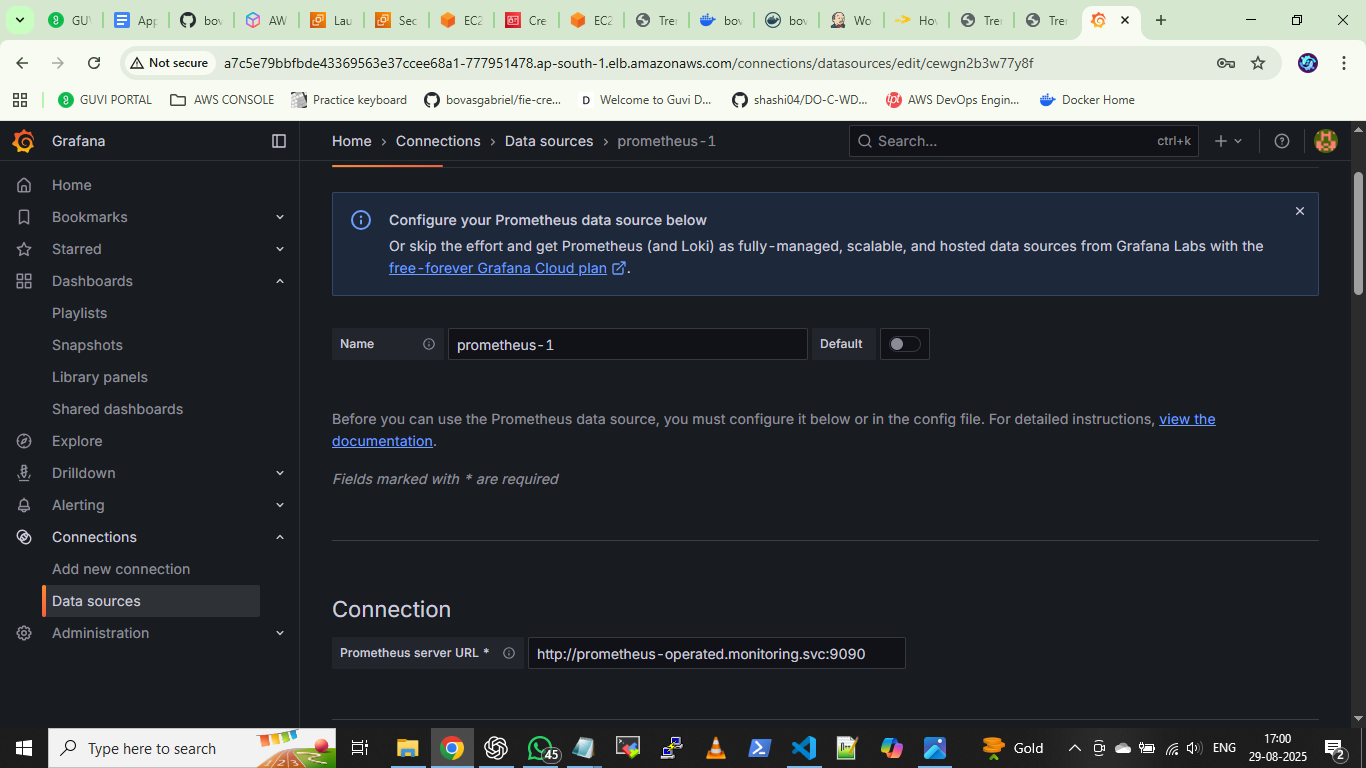 GUV
App
bov
AW
Lau
Sec
EC2
Cre
EC2
Tre
bov
bov
Wo
Hov
Tre
Tre
Not secure
a7c5e79bbfbde43369563e37ccee68a1-777951478.ap-south-1.elb.amazonaws.com/connections/datasources/edit/cewgn2b3w77y8f
GUVI PORTAL
AWS CONSOLE
Practice keyboard
bovasgabriel/fie-cre...
Welcome to Guvi D...
shashi04/DO-C-WD...
AWS DevOps Engin...
Docker Home
Grafana
Home › Connections › Data sources › prometheus-1
Search...
ctrl+k
Home
Bookmarks
Starred
Dashboards
Playlists
Snapshots
Library panels
Shared dashboards
Explore
Drilldown
Alerting
Connections
Add new connection
Data sources
Administration
Configure your Prometheus data source below
Or skip the effort and get Prometheus (and Loki) as fully-managed, scalable, and hosted data sources from Grafana Labs with the
free-forever Grafana Cloud plan.
Name
prometheus-1
Default
Before you can use the Prometheus data source, you must configure it below or in the config file. For detailed instructions, view the
documentation.
Fields marked with * are required
Connection
Prometheus server URL *
http://prometheus-operated.monitoring.svc:9090
Type here to search
45
Gold
ENG
17:00
29-08-2025
2